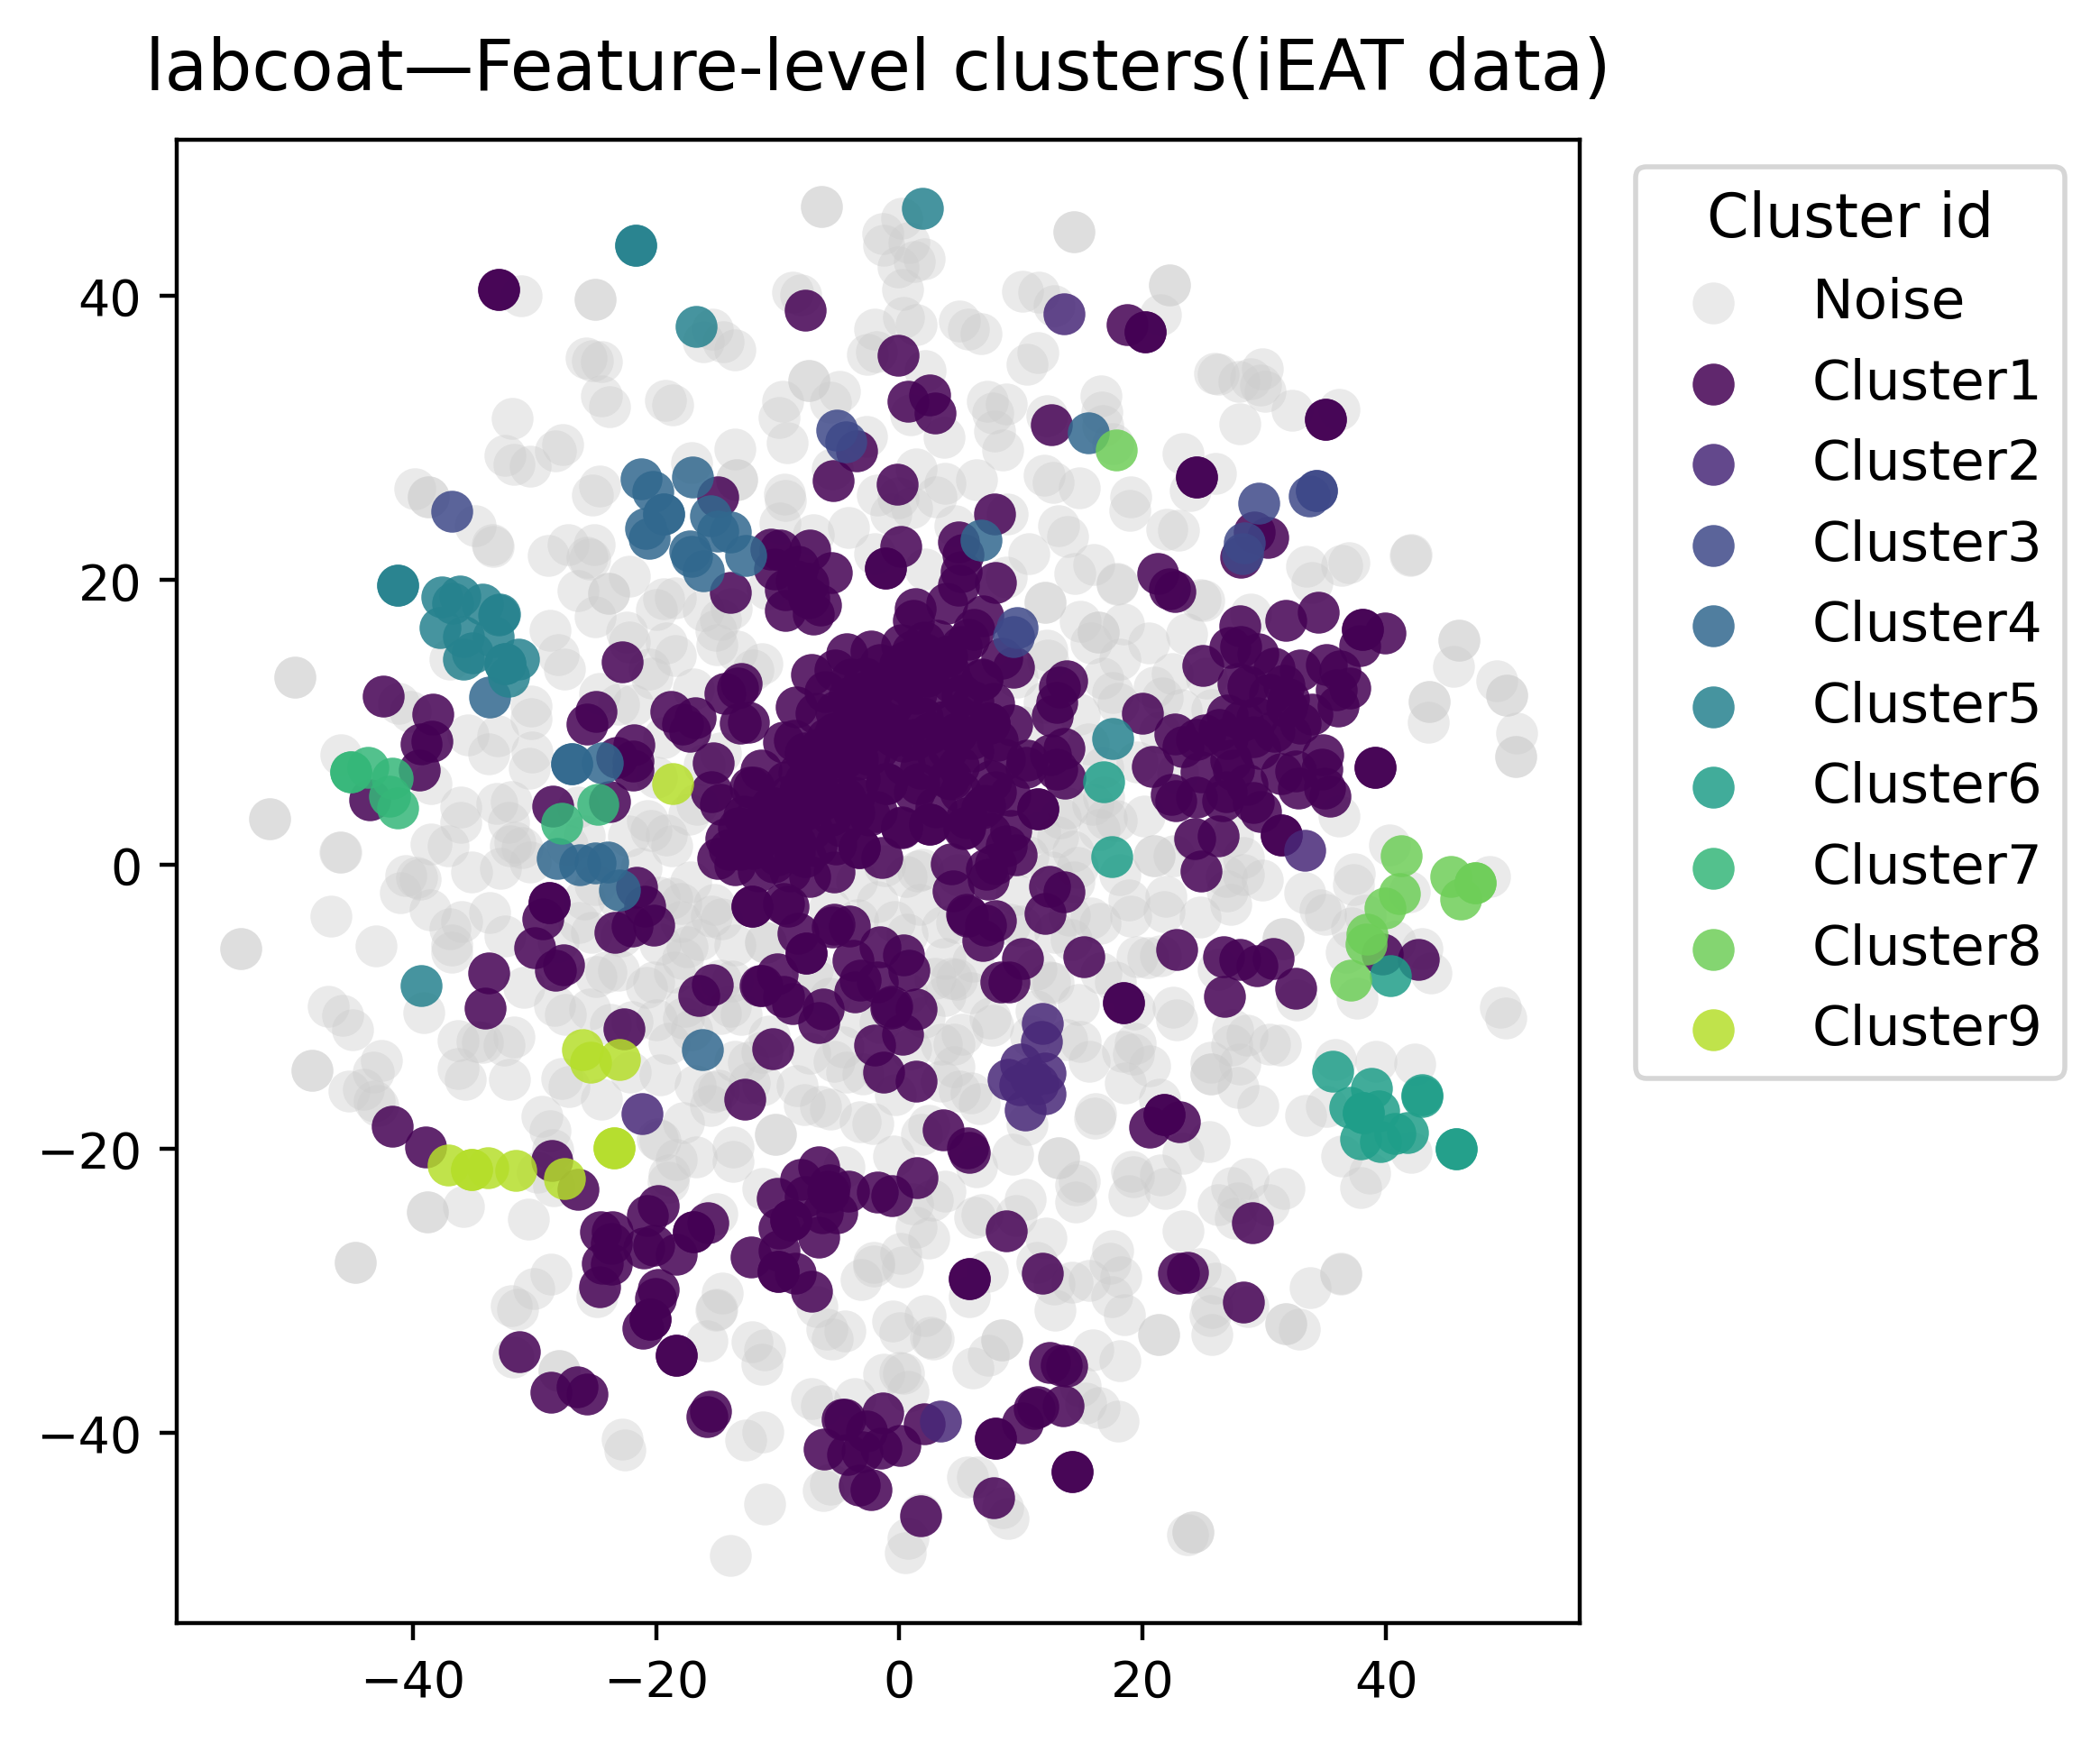 labcoat—Feature-level clusters(iEAT data)
Cluster id
Noise
Cluster1
Cluster2
Cluster3
Cluster4
Cluster5
Cluster6
Cluster7
Cluster8
Cluster9
40
20
0
−20
−40
−40 −20 0 20 40